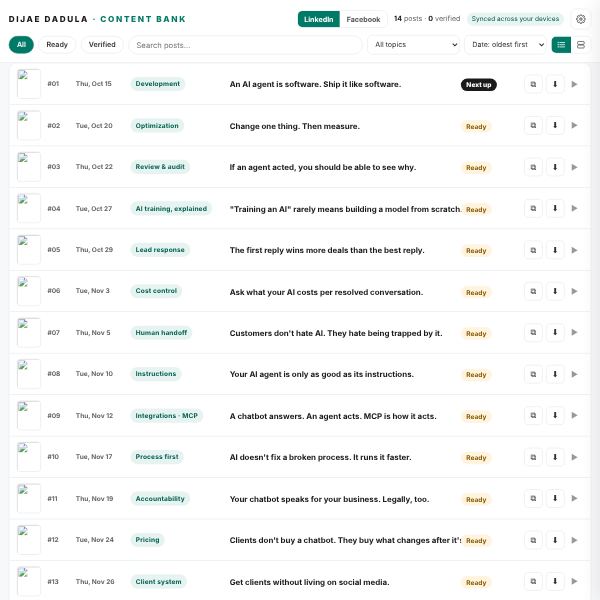 DIJAE DADULA · CONTENT BANK
LinkedIn Facebook 14 posts · 0 verified Synced across your devices
All Ready Verified Search posts... All topics Date: oldest first
#01 Thu, Oct 15 Development An AI agent is software. Ship it like software. Next up
#02 Tue, Oct 20 Optimization Change one thing. Then measure. Ready
#03 Thu, Oct 22 Review & audit If an agent acted, you should be able to see why. Ready
#04 Tue, Oct 27 AI training, explained "Training an AI" rarely means building a model from scratch. Ready
#05 Thu, Oct 29 Lead response The first reply wins more deals than the best reply. Ready
#06 Tue, Nov 3 Cost control Ask what your AI costs per resolved conversation. Ready
#07 Thu, Nov 5 Human handoff Customers don't hate AI. They hate being trapped by it. Ready
#08 Tue, Nov 10 Instructions Your AI agent is only as good as its instructions. Ready
#09 Thu, Nov 12 Integrations · MCP A chatbot answers. An agent acts. MCP is how it acts. Ready
#10 Tue, Nov 17 Process first AI doesn't fix a broken process. It runs it faster. Ready
#11 Thu, Nov 19 Accountability Your chatbot speaks for your business. Legally, too. Ready
#12 Tue, Nov 24 Pricing Clients don't buy a chatbot. They buy what changes after it's Ready
#13 Thu, Nov 26 Client system Get clients without living on social media. Ready